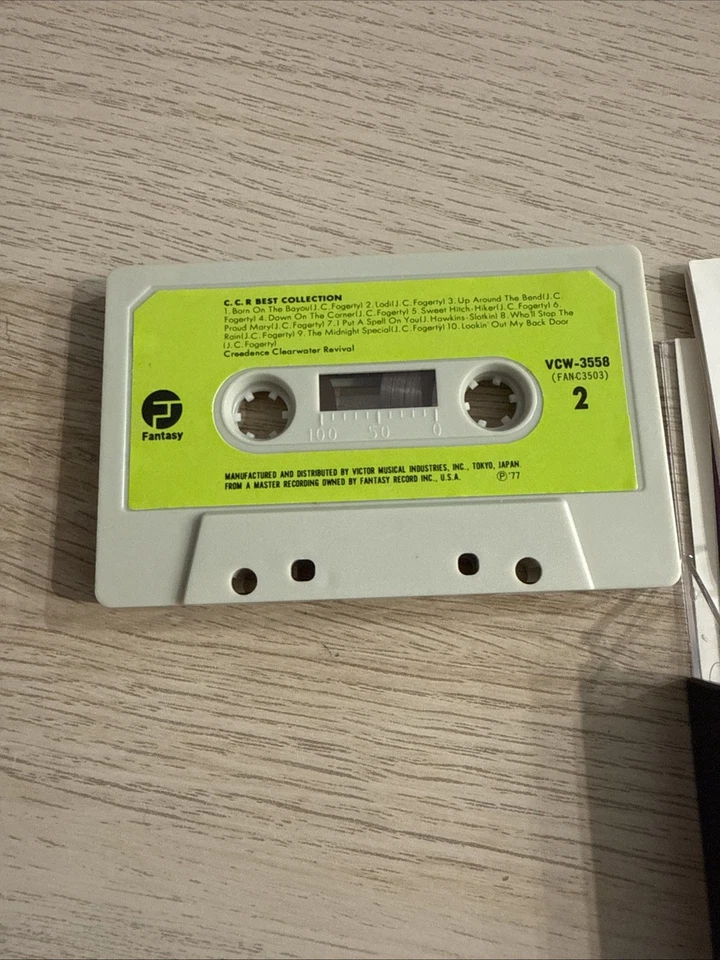 C.C.R BEST COLLECTION
1. Born On The Bayou(J.C.Fogerty) 2. Lodi(J.C.Fogerty) 3. Up Around The Bend(J.C.
Fogerty) 4. Down On The Corner(J.C.Fogerty) 5. Sweet Hitch-Hiker(J.C.Fogerty) 6.
Proud Mary(J.C.Fogerty) 7. I Put A Spell On You(J.Hawkins-Slotkin) 8. Who'll Stop The
Rain(J.C.Fogerty) 9. The Midnight Special(J.C.Fogerty) 10. Lookin' Out My Back Door
(J.C.Fogerty)
Creedence Clearwater Revival
VCW-3558
(FAN-C3503)
2
Fantasy
100 50 0
MANUFACTURED AND DISTRIBUTED BY VICTOR MUSICAL INDUSTRIES, INC., TOKYO, JAPAN.
FROM A MASTER RECORDING OWNED BY FANTASY RECORD INC., U.S.A. Ⓟ'77